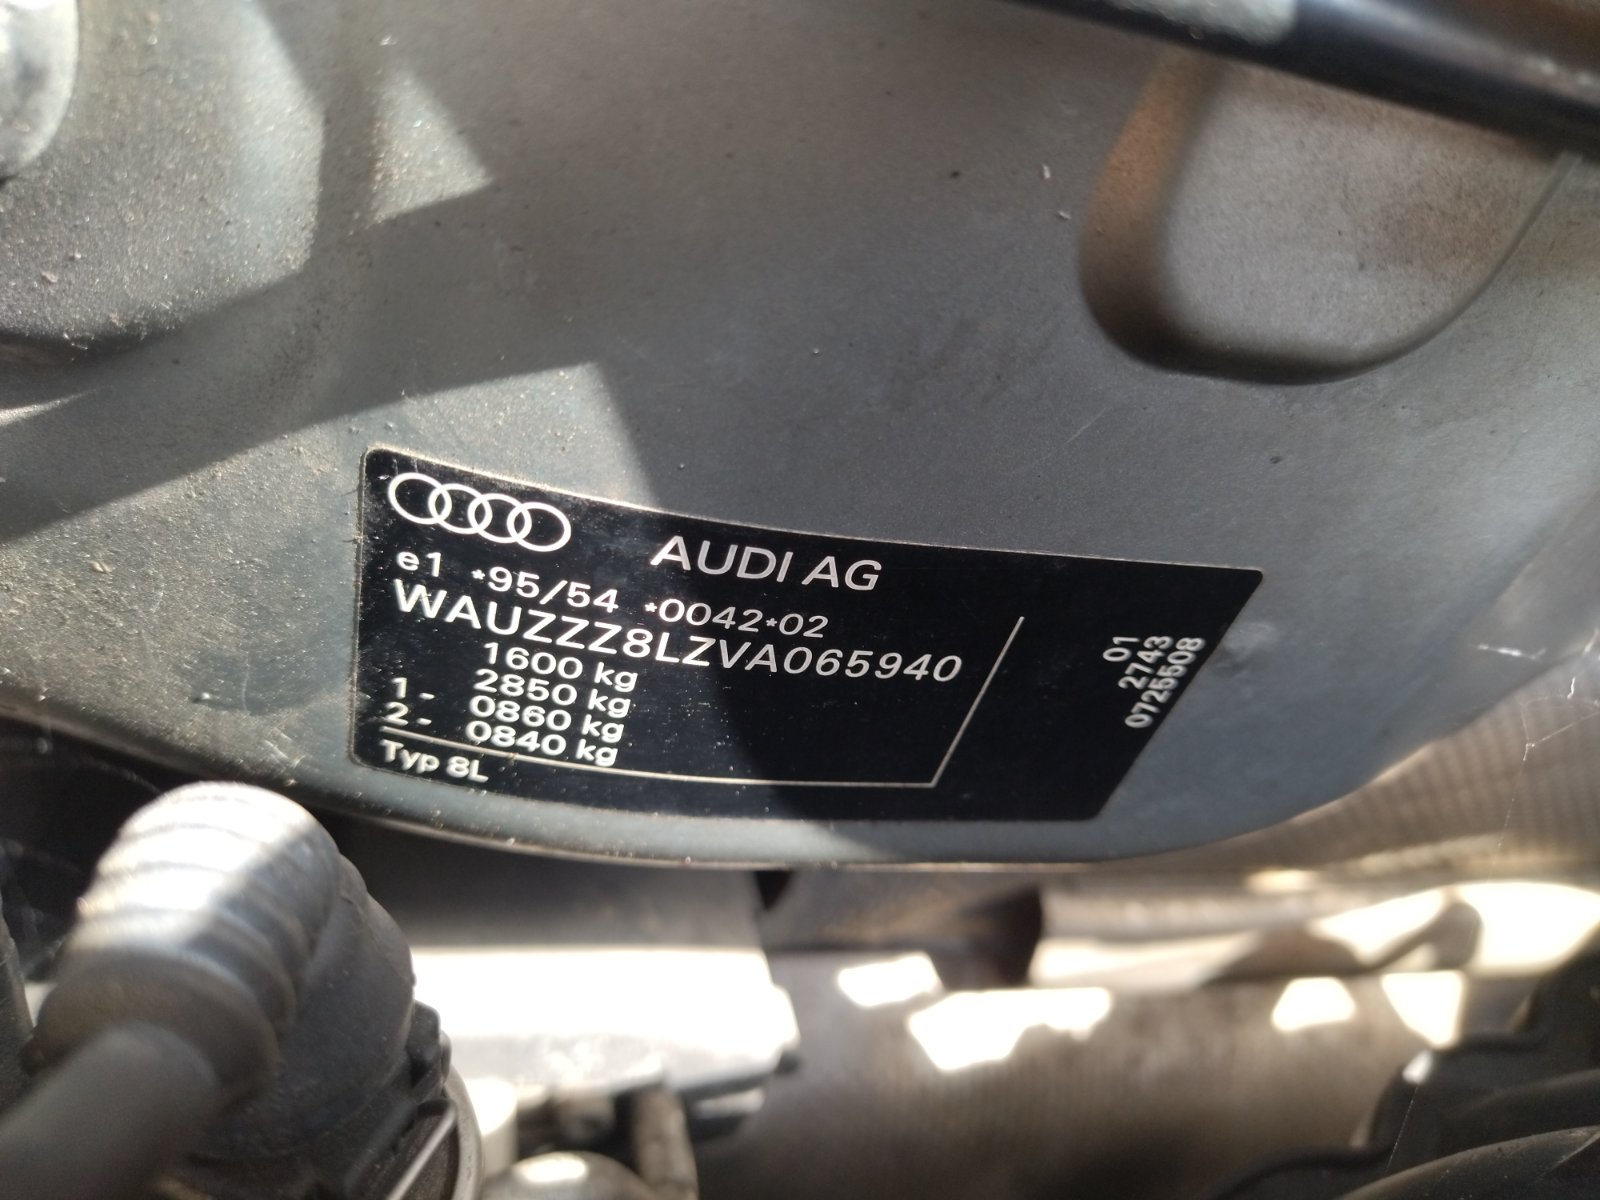 AUDI AG
e1 *95/54 *0042*02
WAUZZZ8LZVA065940
1600 kg
2850 kg
1 - 0860 kg
2 - 0840 kg
Typ 8L
01
2743
0725508